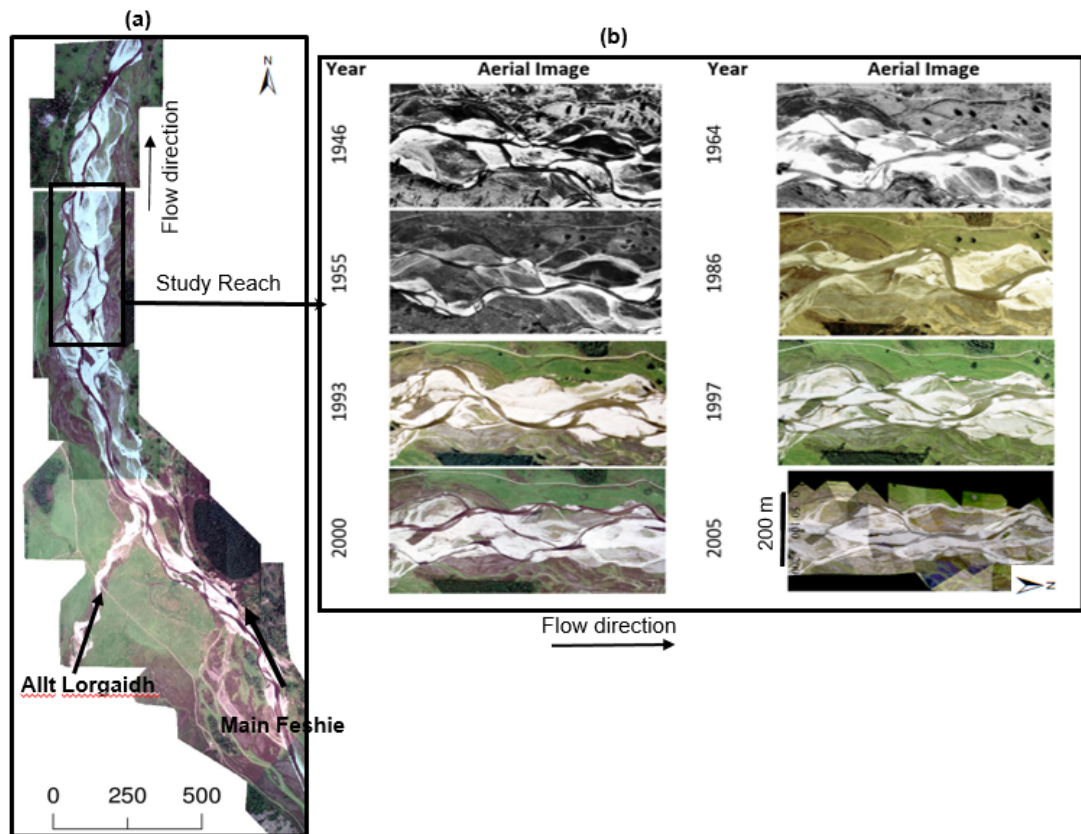 (a)
N
Flow direction
Study Reach
Allt Lorgaidh
Main Feshie
0 250 500
(b)
Year Aerial Image Year Aerial Image
1946 1964
1955 1986
1993 1997
2000 2005
200 m
N
Flow direction